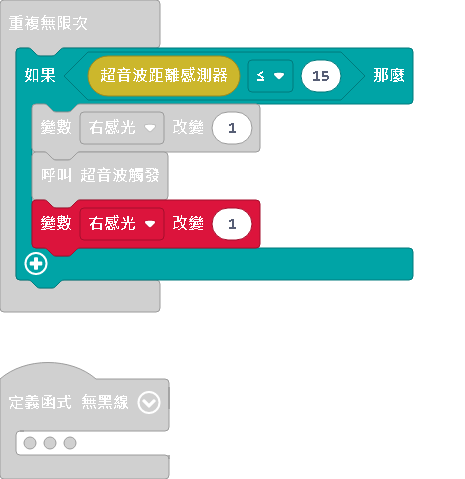 重複無限次
如果 超音波距離感測器 ≤ 15 那麼
變數 右感光 改變 1
呼叫 超音波觸發
變數 右感光 改變 1
定義函式 無黑線